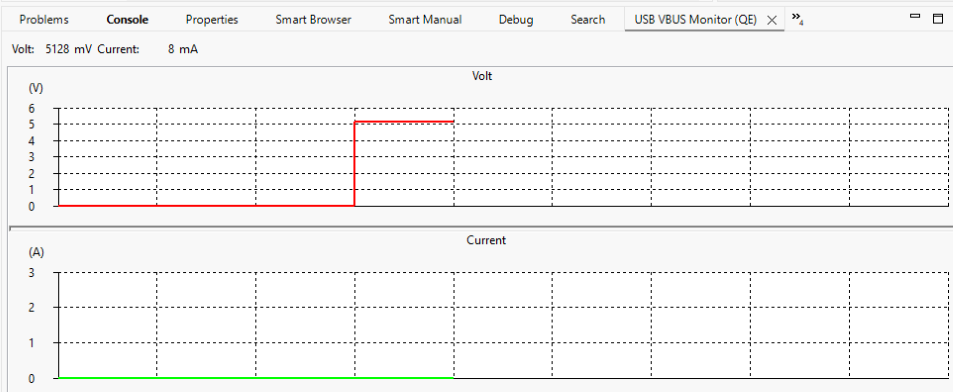 Problems Console Properties Smart Browser Smart Manual Debug Search USB VBUS Monitor (QE) » 4
Volt: 5128 mV Current: 8 mA
Volt
(V)
6
5
4
3
2
1
0
Current
(A)
3
2
1
0